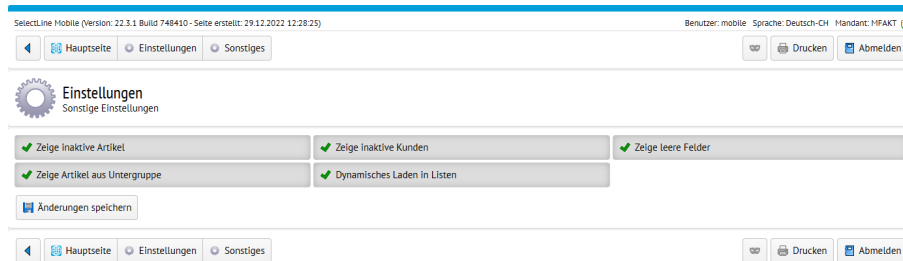 SelectLine Mobile (Version: 22.3.1 Build 748410 - Seite erstellt: 29.12.2022 12:28:25) Benutzer: mobile Sprache: Deutsch-CH Mandant: MFAKT
Hauptseite Einstellungen Sonstiges Drucken Abmelden
Einstellungen
Sonstige Einstellungen
Zeige inaktive Artikel Zeige inaktive Kunden Zeige leere Felder
Zeige Artikel aus Untergruppe Dynamisches Laden in Listen
Änderungen speichern
Hauptseite Einstellungen Sonstiges Drucken Abmelden